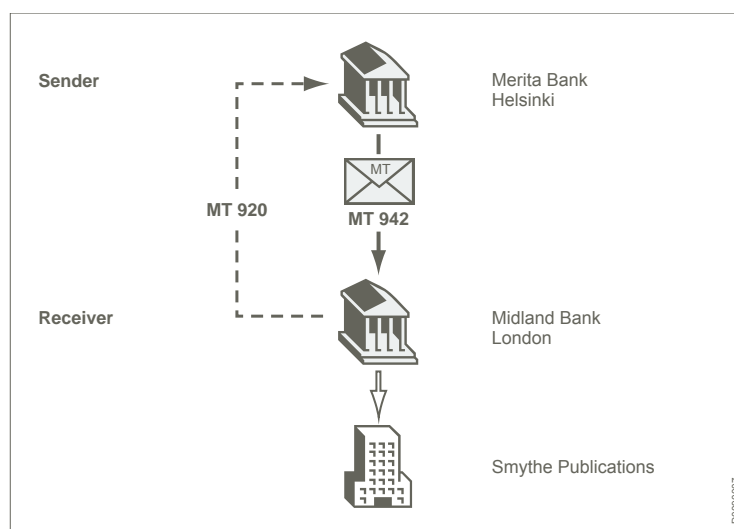 Sender
Merita Bank
Helsinki
MT
MT 920
MT 942
Receiver
Midland Bank
London
Smythe Publications